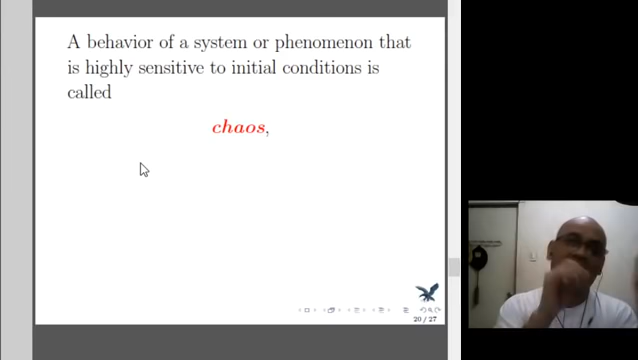 A behavior of a system or phenomenon that
is highly sensitive to initial conditions is
called
chaos,
20 / 27